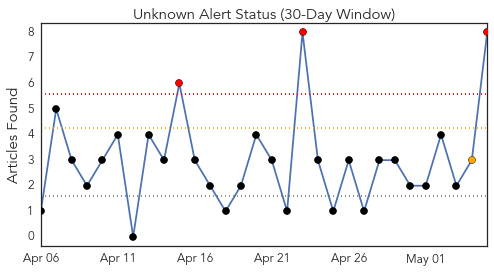 Unknown Alert Status (30-Day Window)
Articles Found
8
7
6
5
4
3
2
1
0
Apr 06
Apr 11
Apr 16
Apr 21
Apr 26
May 01